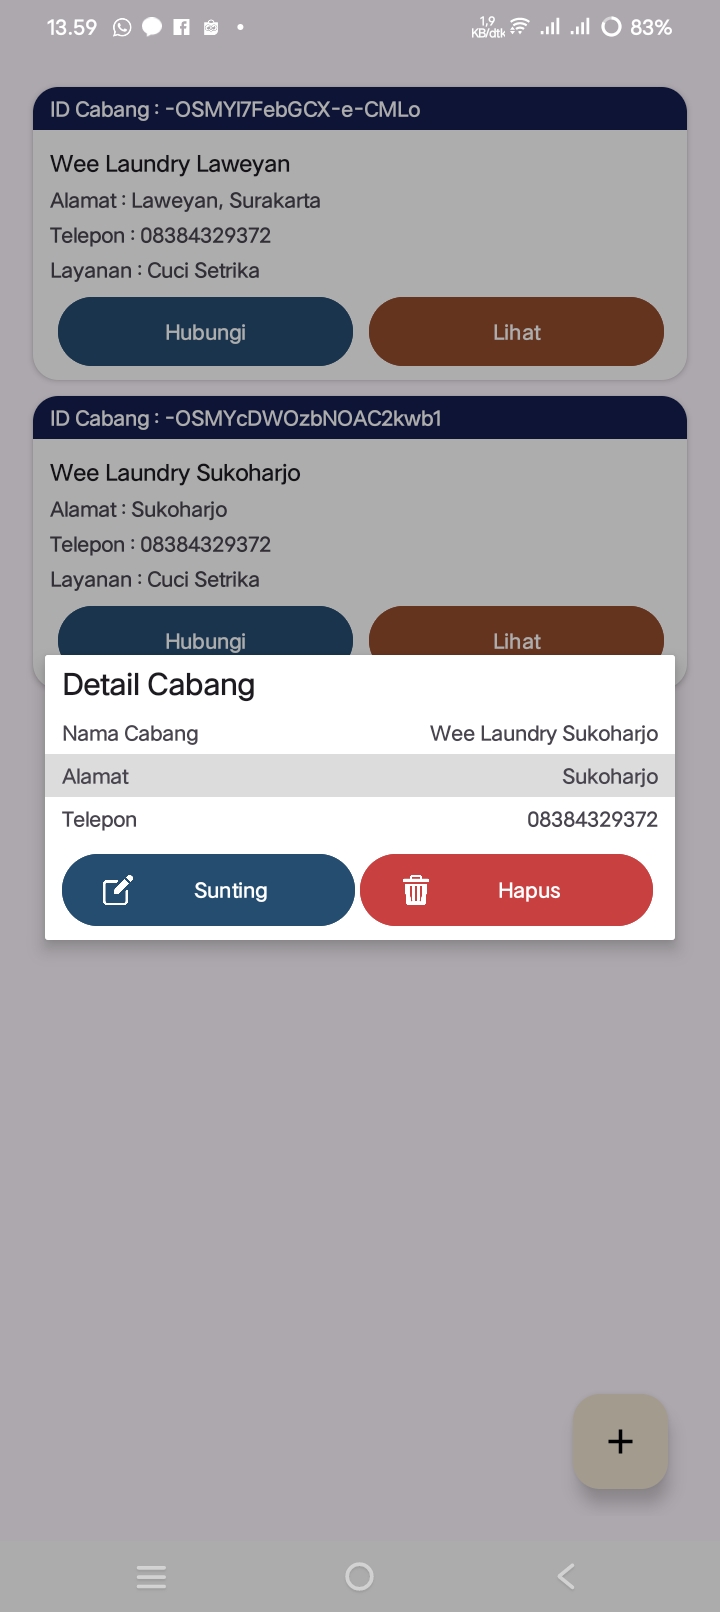 13.59
1,9
KB/dtk
83%
ID Cabang : -OSMYl7FebGCX-e-CMLo
Wee Laundry Laweyan
Alamat : Laweyan, Surakarta
Telepon : 08384329372
Layanan : Cuci Setrika
Hubungi
Lihat
ID Cabang : -OSMYcDWOzbNOAC2kwb1
Wee Laundry Sukoharjo
Alamat : Sukoharjo
Telepon : 08384329372
Layanan : Cuci Setrika
Hubungi
Lihat
Detail Cabang
Nama Cabang Wee Laundry Sukoharjo
Alamat Sukoharjo
Telepon 08384329372
Sunting
Hapus